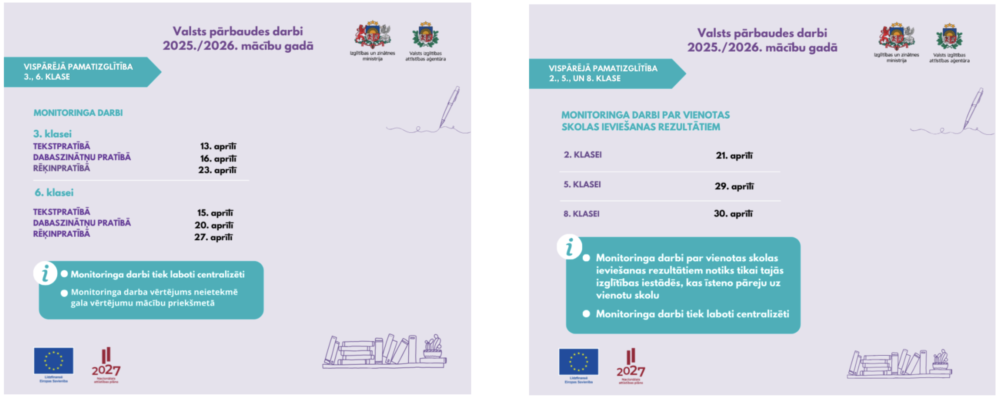 Valsts pārbaudes darbi
2025./2026. mācību gadā
Izglītības un zinātnes
ministrija
Valsts izglītības
attīstības aģentūra
VISPĀRĒJĀ PAMATIZGLĪTĪBA
3., 6. KLASE
MONITORINGA DARBI
3. klasei
TEKSTPRATĪBĀ 13. aprīlī
DABASZINĀTŅU PRATĪBĀ 16. aprīlī
RĒĶINPRATĪBĀ 23. aprīlī
6. klasei
TEKSTPRATĪBĀ 15. aprīlī
DABASZINĀTŅU PRATĪBĀ 20. aprīlī
RĒĶINPRATĪBĀ 27. aprīlī
i
Monitoringa darbi tiek laboti centralizēti
Monitoringa darba vērtējums neietekmē
gala vērtējumu mācību priekšmetā
Līdzfinansē
Eiropas Savienība
2027
Nacionālais
attīstības plāns
Valsts pārbaudes darbi
2025./2026. mācību gadā
Izglītības un zinātnes
ministrija
Valsts izglītības
attīstības aģentūra
VISPĀRĒJĀ PAMATIZGLĪTĪBA
2., 5., UN 8. KLASE
MONITORINGA DARBI PAR VIENOTAS
SKOLAS IEVIEŠANAS REZULTĀTIEM
2. KLASEI 21. aprīlī
5. KLASEI 29. aprīlī
8. KLASEI 30. aprīlī
i
Monitoringa darbi par vienotas skolas
ieviešanas rezultātiem notiks tikai tajās
izglītības iestādēs, kas īsteno pāreju uz
vienotu skolu
Monitoringa darbi tiek laboti centralizēti
Līdzfinansē
Eiropas Savienība
2027
Nacionālais
attīstības plāns